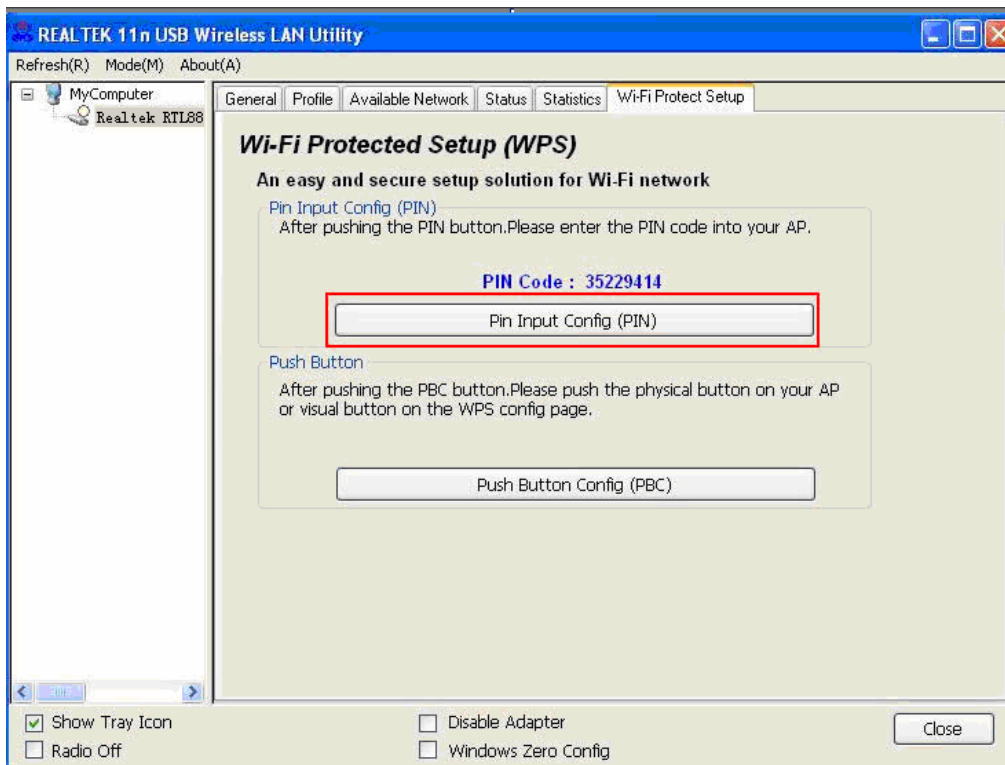 REALTEK 11n USB Wireless LAN Utility
Refresh(R) Mode(M) About(A)
MyComputer
Realtek RTL88
General Profile Available Network Status Statistics Wi-Fi Protect Setup
Wi-Fi Protected Setup (WPS)
An easy and secure setup solution for Wi-Fi network
Pin Input Config (PIN)
After pushing the PIN button.Please enter the PIN code into your AP.
PIN Code : 35229414
Pin Input Config (PIN)
Push Button
After pushing the PBC button.Please push the physical button on your AP
or visual button on the WPS config page.
Push Button Config (PBC)
Show Tray Icon
Radio Off
Disable Adapter
Windows Zero Config
Close